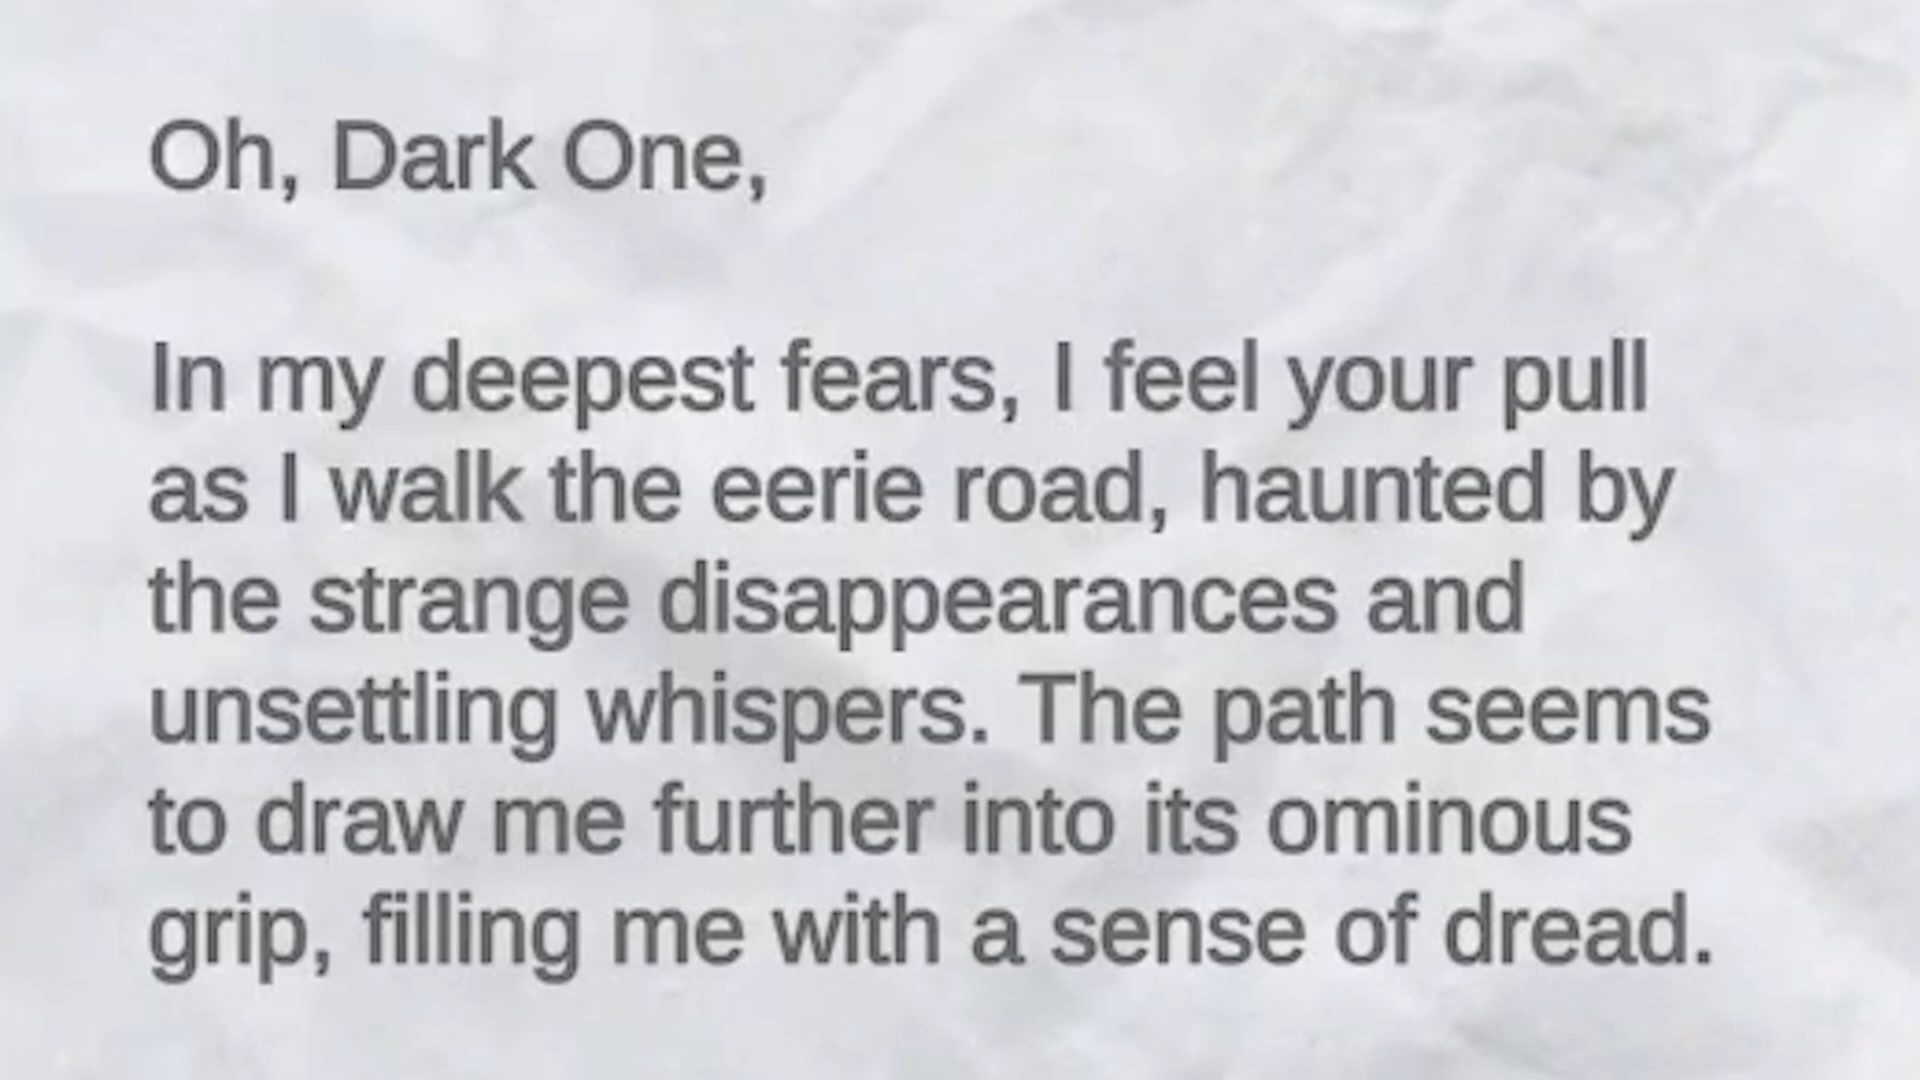 Oh, Dark One,
In my deepest fears, I feel your pull
as I walk the eerie road, haunted by
the strange disappearances and
unsettling whispers. The path seems
to draw me further into its ominous
grip, filling me with a sense of dread.